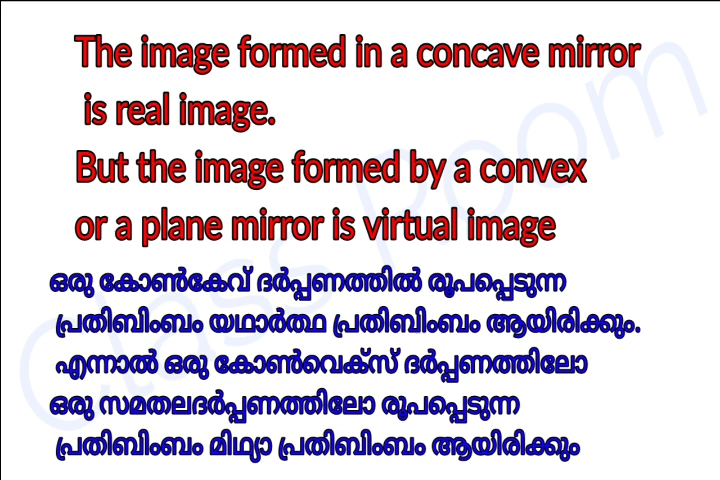 The image formed in a concave mirror
is real image.
But the image formed by a convex
or a plane mirror is virtual image
ഒരു കോൺകേവ് ദർപ്പണത്തിൽ രൂപപ്പെടുന്ന
പ്രതിബിംബം യഥാർത്ഥ പ്രതിബിംബം ആയിരിക്കും.
എന്നാൽ ഒരു കോൺവെക്സ് ദർപ്പണത്തിലോ
ഒരു സമതലദർപ്പണത്തിലോ രൂപപ്പെടുന്ന
പ്രതിബിംബം മിഥ്യാ പ്രതിബിംബം ആയിരിക്കും
Class Room